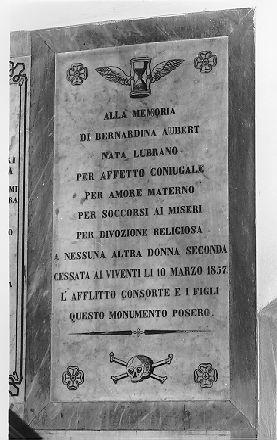 ALLA MEMORIA
DI BERNARDINA AUBERT
NATA LUBRANO
PER AFFETTO CONIUGALE
PER AMORE MATERNO
PER SOCCORSI AI MISERI
PER DIVOZIONE RELIGIOSA
A NESSUNA ALTRA DONNA SECONDA
CESSATA AI VIVENTI LI 10 MARZO 1857
L'AFFLITTO CONSORTE E I FIGLI
QUESTO MONUMENTO POSERO.